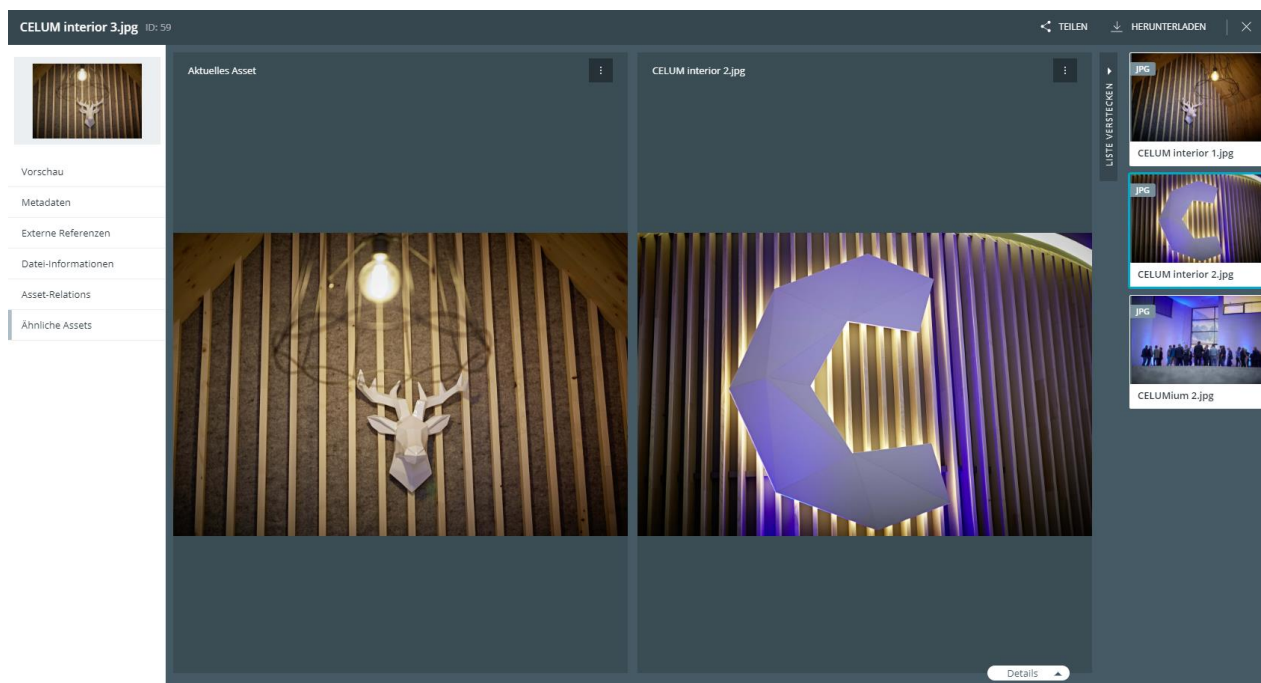 CELUM interior 3.jpg ID: 59
TEILEN
HERUNTERLADEN
Vorschau
Metadaten
Externe Referenzen
Datei-Informationen
Asset-Relations
Ähnliche Assets
Aktuelles Asset
CELUM interior 2.jpg
LISTE VERSTECKEN
JPG
CELUM interior 1.jpg
JPG
CELUM interior 2.jpg
JPG
CELUMium 2.jpg
Details